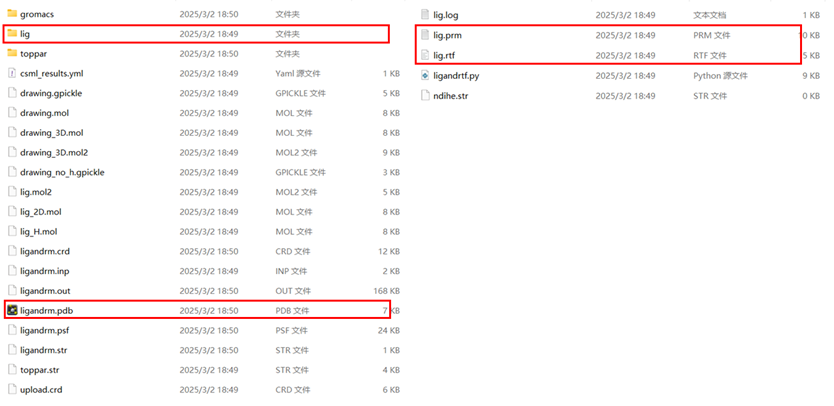 gromacs 2025/3/2 18:50 文件夹
lig 2025/3/2 18:49 文件夹
toppar 2025/3/2 18:50 文件夹
csml_results.yml 2025/3/2 18:49 Yaml 源文件 1 KB
drawing.gpickle 2025/3/2 18:49 GPICKLE 文件 5 KB
drawing.mol 2025/3/2 18:49 MOL 文件 8 KB
drawing_3D.mol 2025/3/2 18:49 MOL 文件 8 KB
drawing_3D.mol2 2025/3/2 18:49 MOL2 文件 9 KB
drawing_no_h.gpickle 2025/3/2 18:49 GPICKLE 文件 3 KB
lig.mol2 2025/3/2 18:49 MOL2 文件 5 KB
lig_2D.mol 2025/3/2 18:49 MOL 文件 8 KB
lig_H.mol 2025/3/2 18:49 MOL 文件 8 KB
ligandrm.crd 2025/3/2 18:50 CRD 文件 12 KB
ligandrm.inp 2025/3/2 18:49 INP 文件 2 KB
ligandrm.out 2025/3/2 18:50 OUT 文件 168 KB
ligandrm.pdb 2025/3/2 18:50 PDB 文件 7 KB
ligandrm.psf 2025/3/2 18:50 PSF 文件 24 KB
ligandrm.str 2025/3/2 18:50 STR 文件 1 KB
toppar.str 2025/3/2 18:50 STR 文件 4 KB
upload.crd 2025/3/2 18:49 CRD 文件 6 KB
lig.log 2025/3/2 18:49 文本文档 1 KB
lig.prm 2025/3/2 18:49 PRM 文件 10 KB
lig.rtf 2025/3/2 18:49 RTF 文件 5 KB
ligandrtf.py 2025/3/2 18:49 Python 源文件 9 KB
ndihe.str 2025/3/2 18:49 STR 文件 0 KB